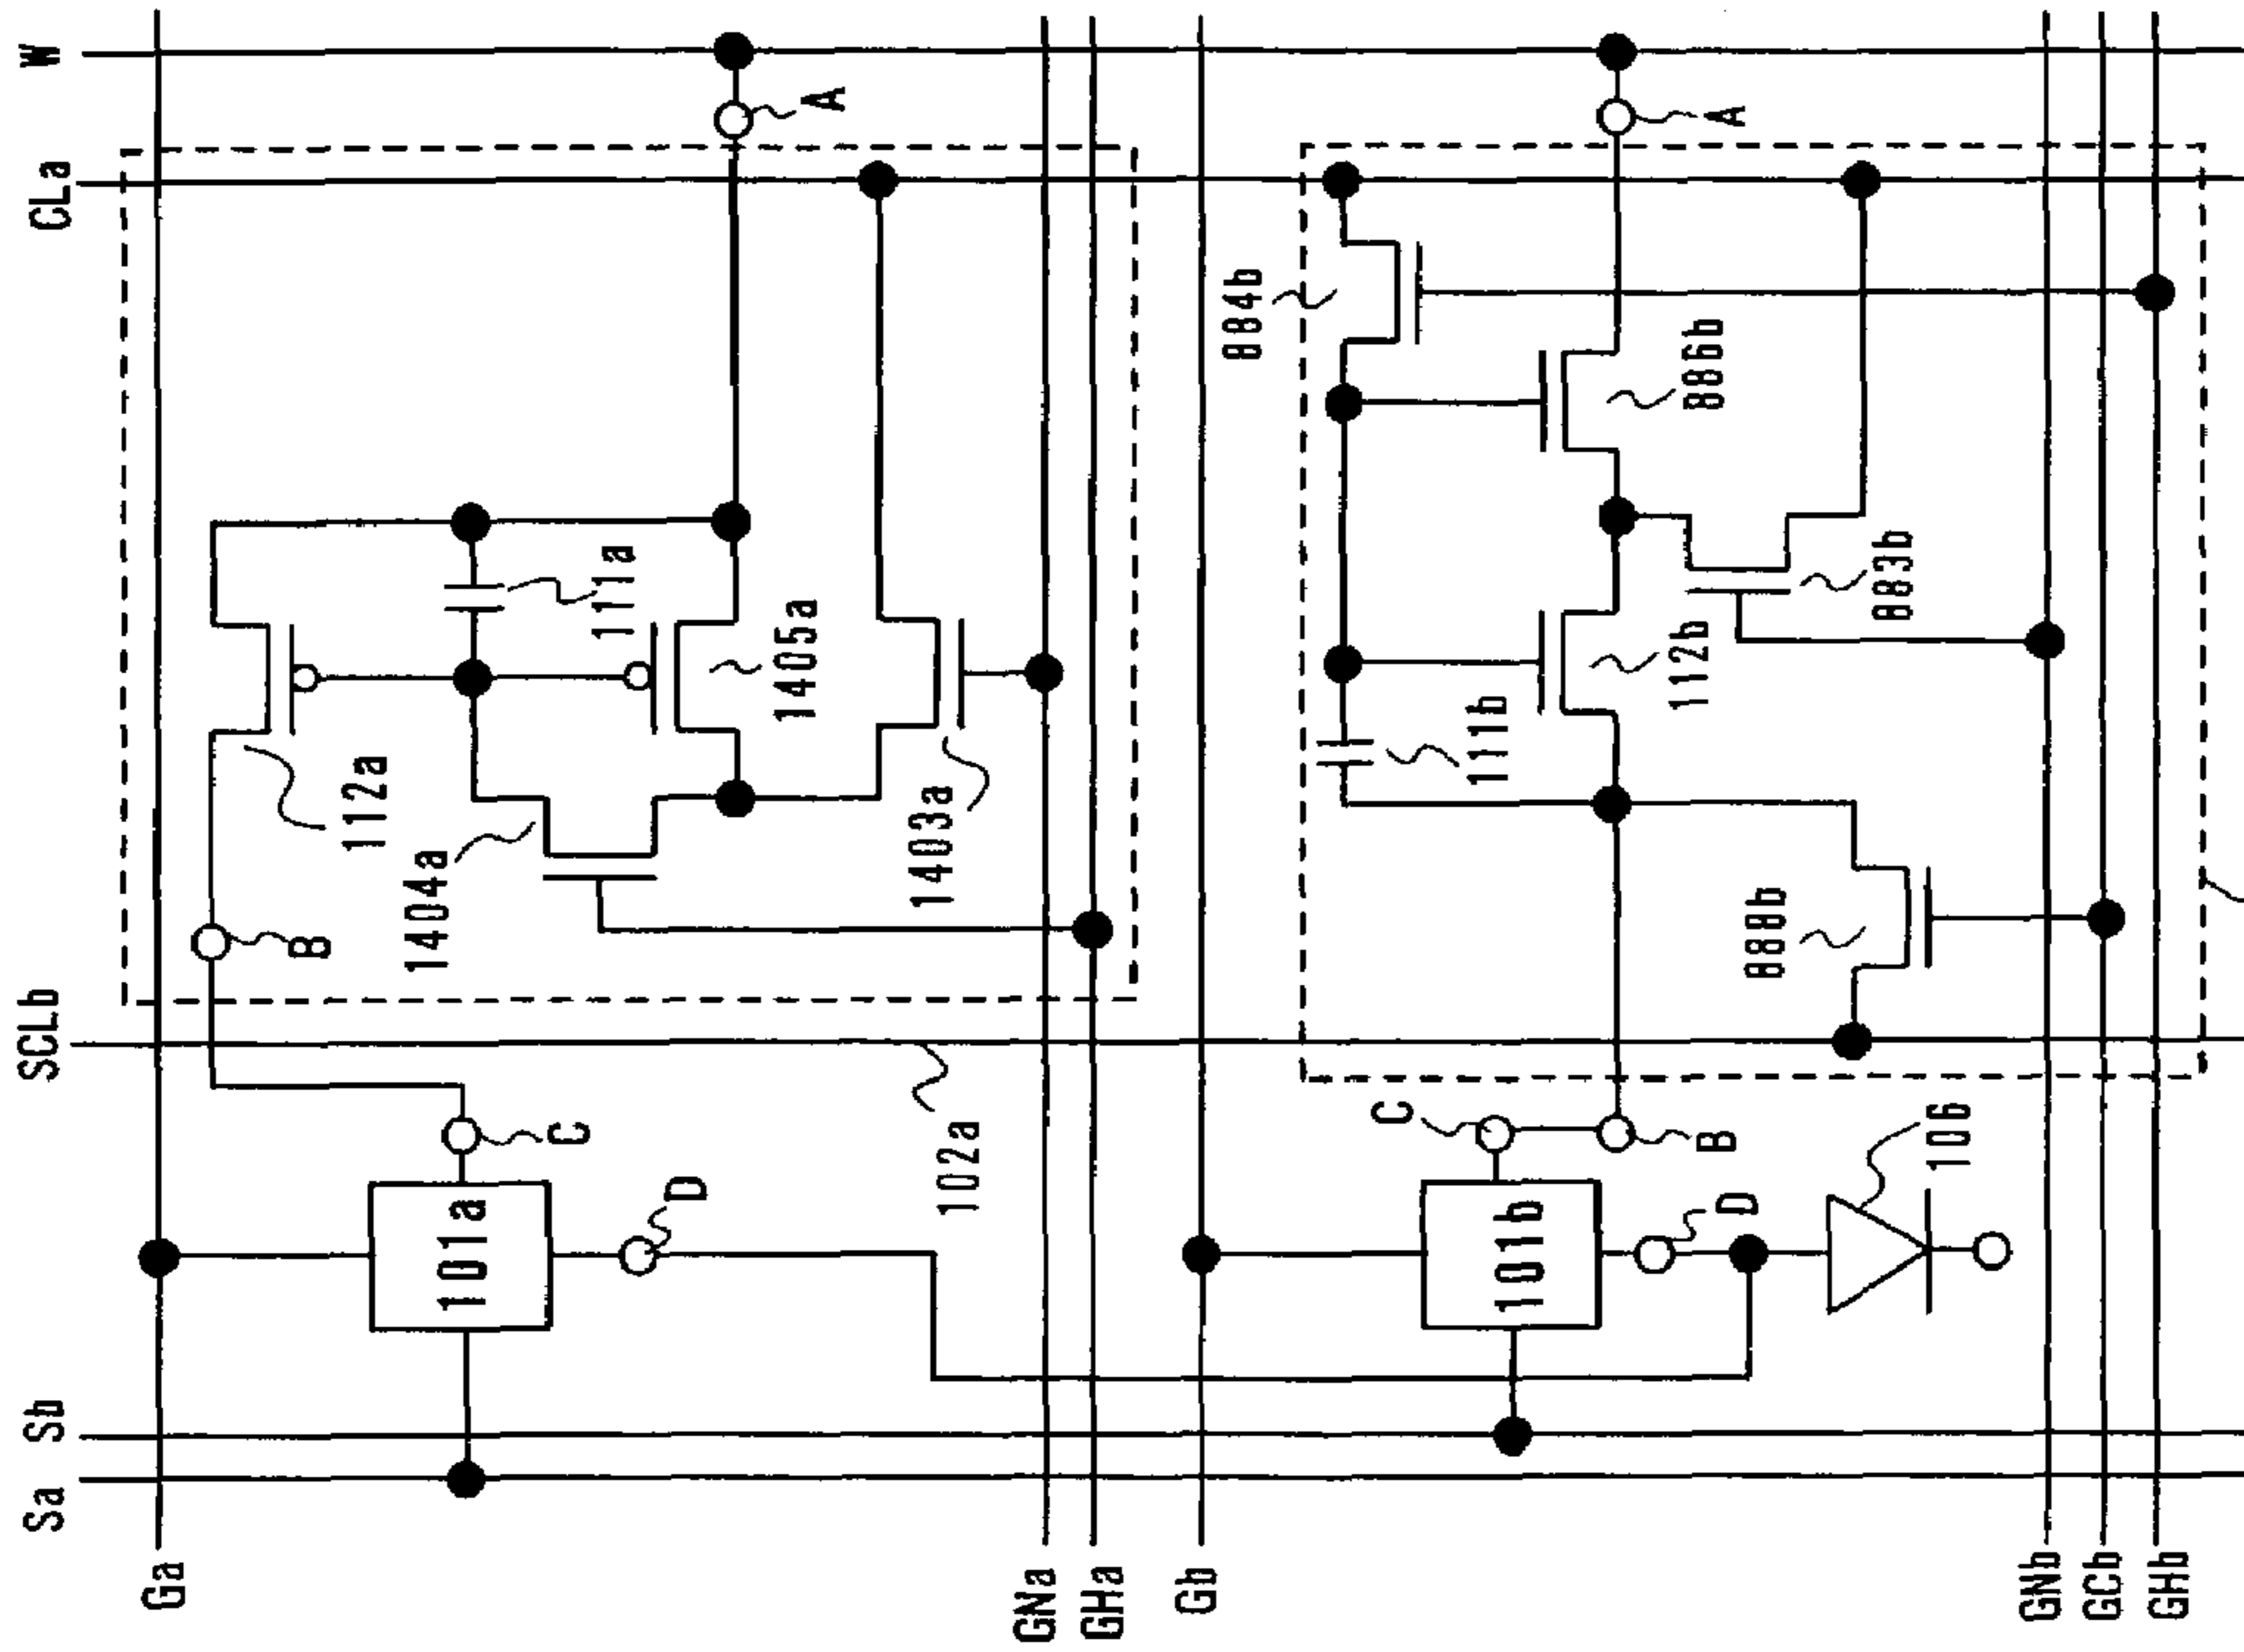 W
CLa
SCLb
Sb
Sa
A
111a
1405a
112a
1404a
1403a
B
C
101a
D
102a
Ga
GNa
GHa
Gb
A
884b
886b
883b
112b
111b
888b
C
B
101b
D
106
GNb
GCb
GHb